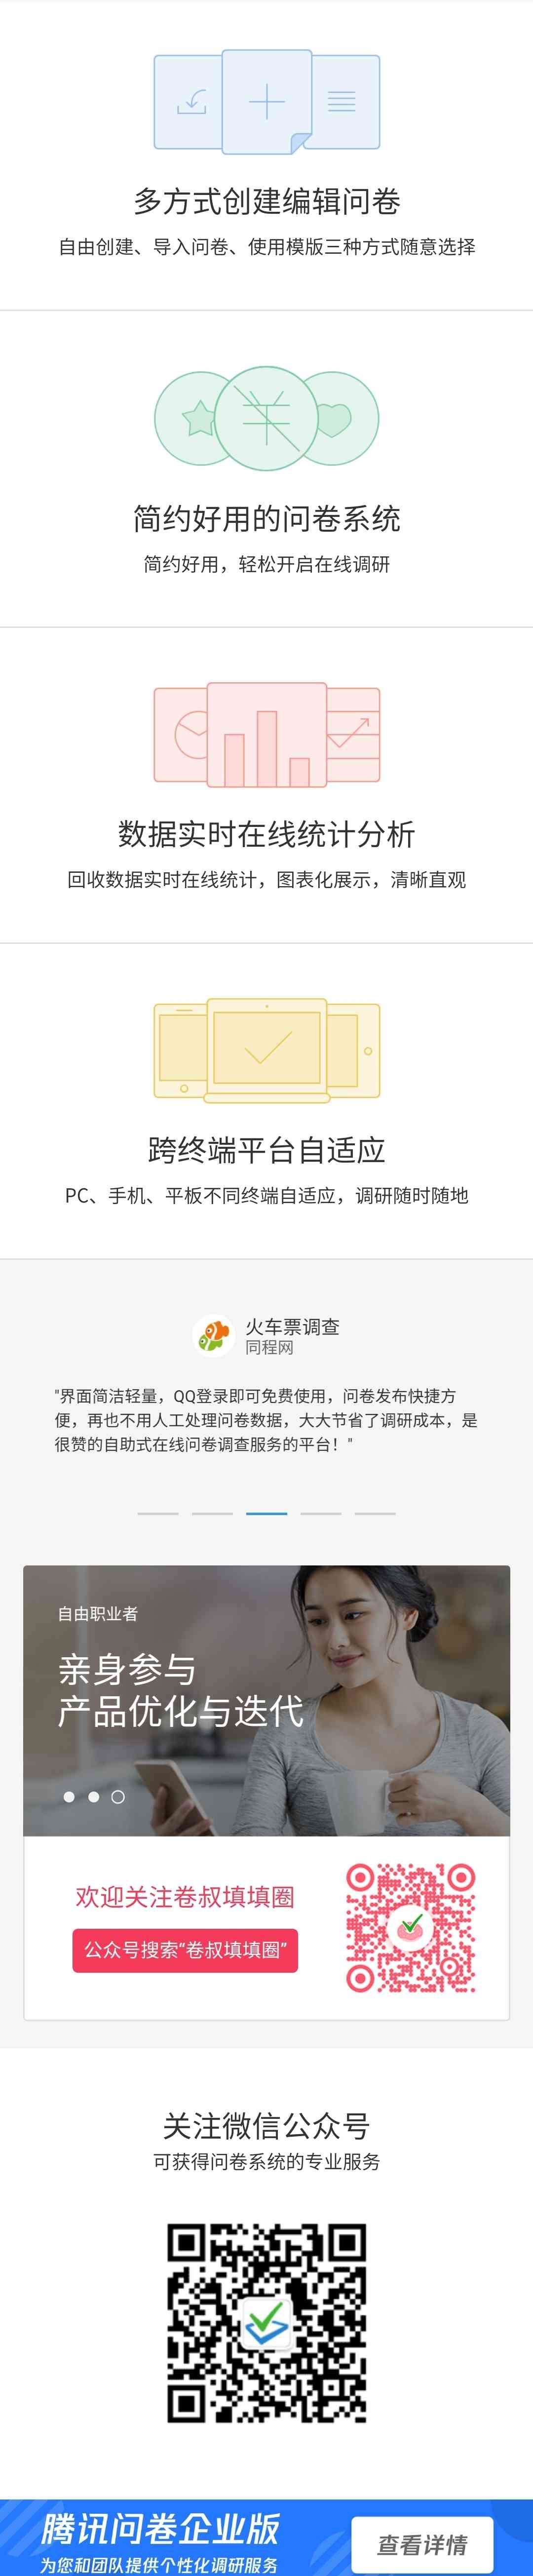 多方式创建编辑问卷
自由创建、导入问卷、使用模版三种方式随意选择
简约好用的问卷系统
简约好用，轻松开启在线调研
数据实时在线统计分析
回收数据实时在线统计，图表化展示，清晰直观
跨终端平台自适应
PC、手机、平板不同终端自适应，调研随时随地
火车票调查
同程网
"界面简洁轻量，QQ登录即可免费使用，问卷发布快捷方
便，再也不用人工处理问卷数据，大大节省了调研成本，是
很赞的自助式在线问卷调查服务的平台！"
自由职业者
亲身参与
产品优化与迭代
欢迎关注卷叔填填圈
公众号搜索“卷叔填填圈”
关注微信公众号
可获得问卷系统的专业服务
腾讯问卷企业版
为您和团队提供个性化调研服务
查看详情